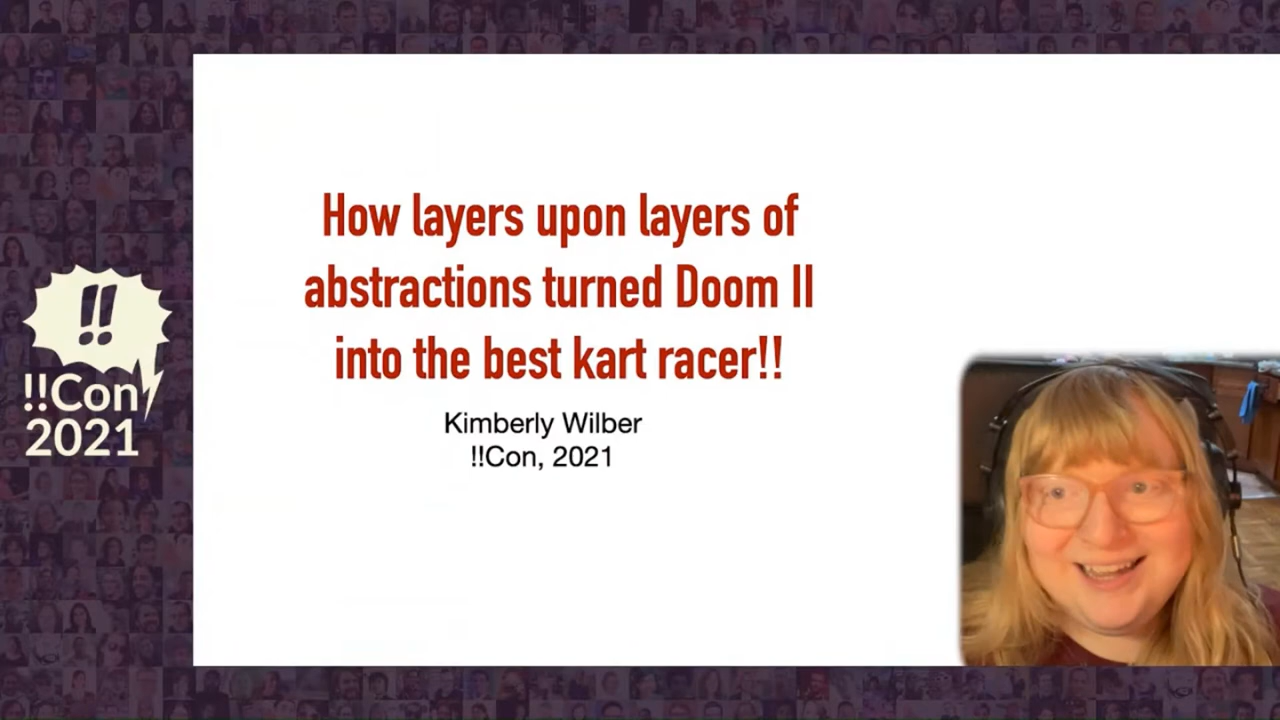 How layers upon layers of
abstractions turned Doom II
into the best kart racer!!
Kimberly Wilber
!!Con, 2021
!!
!!Con
2021